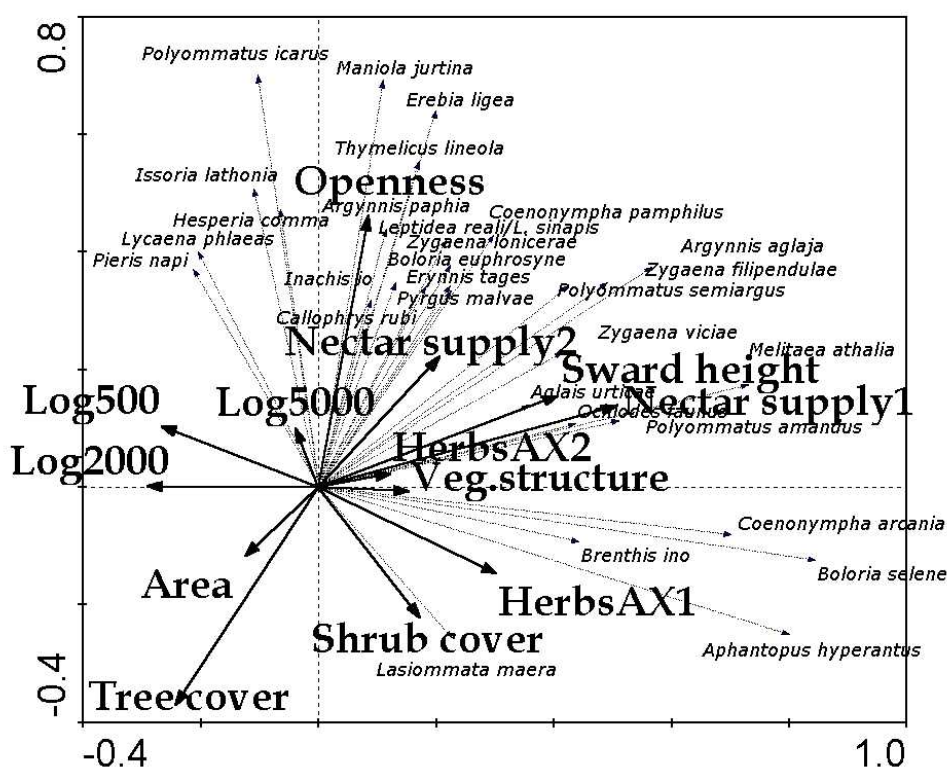 0.8
Polyommatus icarus
Maniola jurtina
Erebia ligea
Thymelicus lineola
Issoria lathonia
Openness
Argynnis paphia
Coenonympha pamphilus
Hesperia comma
Leptidea reali/L. sinapis
Lycaena phlaeas
Zygaena lonicerae
Argynnis aglaja
Pieris napi
Boloria euphrosyne
Zygaena filipendulae
Inachis io
Erynnis tages
Polyommatus semiargus
Pyrgus malvae
Callophrys rubi
Nectar supply2
Zygaena viciae
Melitaea athalia
Sward height
Aglais urticae
Log500
Log5000
Nectar supply1
Ochlodes faunus
Polyommatus amandus
HerbsAX2
Log2000
Veg.structure
Coenonympha arcania
Brenthis ino
Boloria selene
Area
HerbsAX1
Shrub cover
Aphantopus hyperantus
Lasiommata maera
Tree cover
-0.4
-0.4
1.0